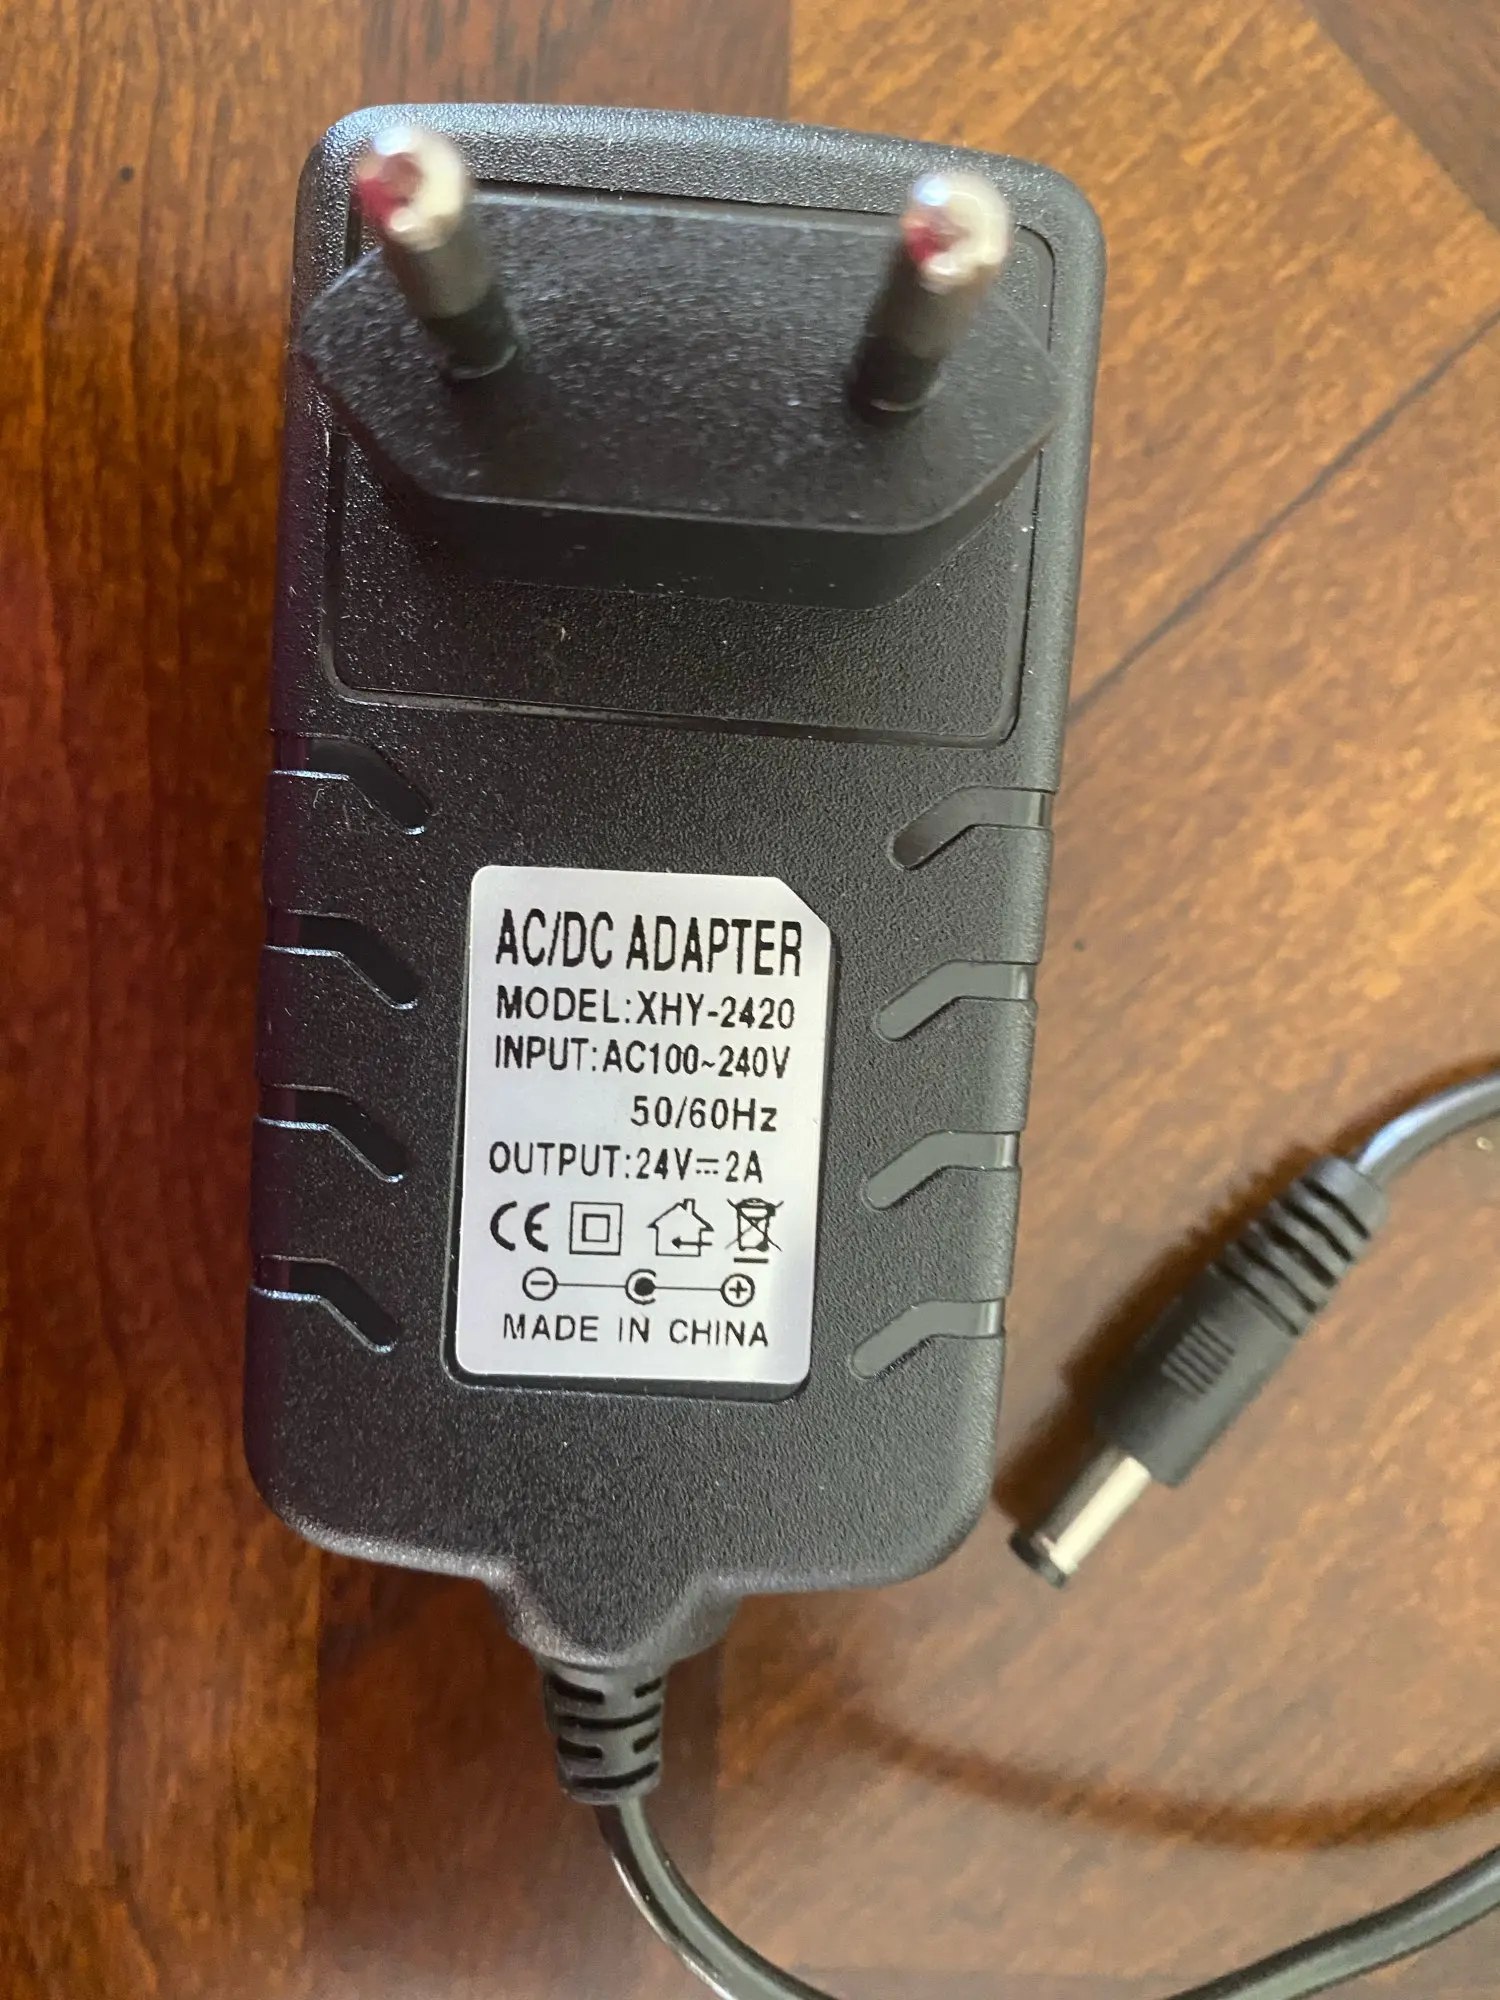 AC/DC ADAPTER
MODEL:XHY-2420
INPUT:AC100~240V
50/60Hz
OUTPUT:24V⎓2A
CE
MADE IN CHINA